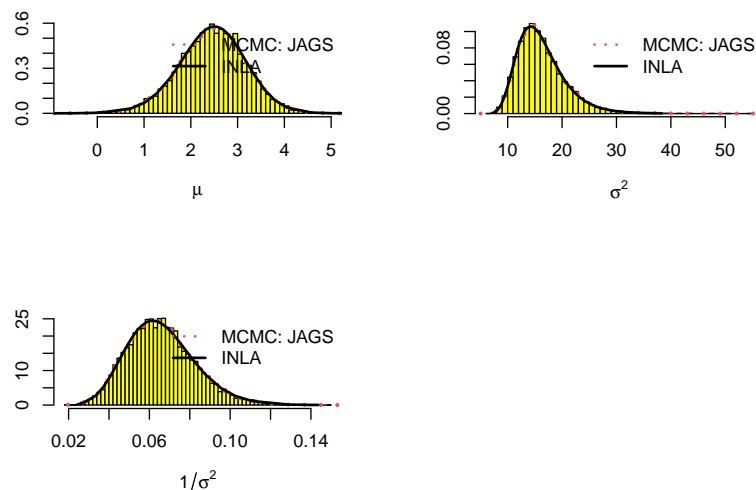 0.0 0.3 0.6
MCMC: JAGS
INLA
0 1 2 3 4 5
μ
0.00 0.08
MCMC: JAGS
INLA
10 20 30 40 50
σ²
0 10 25
MCMC: JAGS
INLA
0.02 0.06 0.10 0.14
1/σ²